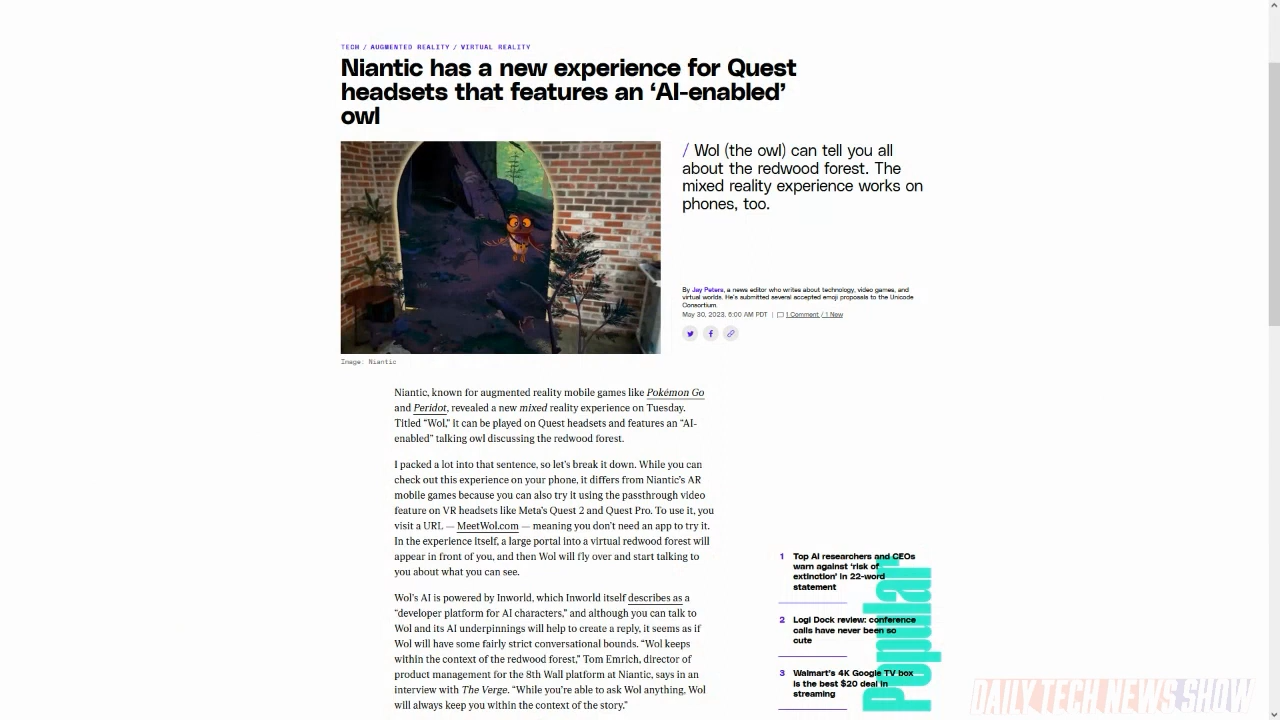 TECH / AUGMENTED REALITY / VIRTUAL REALITY
Niantic has a new experience for Quest
headsets that features an ‘AI-enabled’
owl
/ Wol (the owl) can tell you all
about the redwood forest. The
mixed reality experience works on
phones, too.
By Jay Peters, a news editor who writes about technology, video games, and
virtual worlds. He's submitted several accepted emoji proposals to the Unicode
Consortium.
May 30, 2023, 6:00 AM PDT | 1 Comment / 1 New
Image: Niantic
Niantic, known for augmented reality mobile games like Pokémon Go
and Peridot, revealed a new mixed reality experience on Tuesday.
Titled “Wol,” it can be played on Quest headsets and features an “AI-
enabled” talking owl discussing the redwood forest.
I packed a lot into that sentence, so let’s break it down. While you can
check out this experience on your phone, it differs from Niantic’s AR
mobile games because you can also try it using the passthrough video
feature on VR headsets like Meta’s Quest 2 and Quest Pro. To use it, you
visit a URL — MeetWol.com — meaning you don’t need an app to try it.
In the experience itself, a large portal into a virtual redwood forest will
appear in front of you, and then Wol will fly over and start talking to
you about what you can see.
Wol’s AI is powered by Inworld, which Inworld itself describes as a
“developer platform for AI characters,” and although you can talk to
Wol and its AI underpinnings will help to create a reply, it seems as if
Wol will have some fairly strict conversational bounds. “Wol keeps
within the context of the redwood forest,” Tom Emrich, director of
product management for the 8th Wall platform at Niantic, says in an
interview with The Verge. “While you’re able to ask Wol anything, Wol
will always keep you within the context of the story.”
Popular
1 Top AI researchers and CEOs
warn against ‘risk of
extinction’ in 22-word
statement
2 Logi Dock review: conference
calls have never been so
cute
3 Walmart’s 4K Google TV box
is the best $20 deal in
streaming
DAILY TECH NEWS SHOW